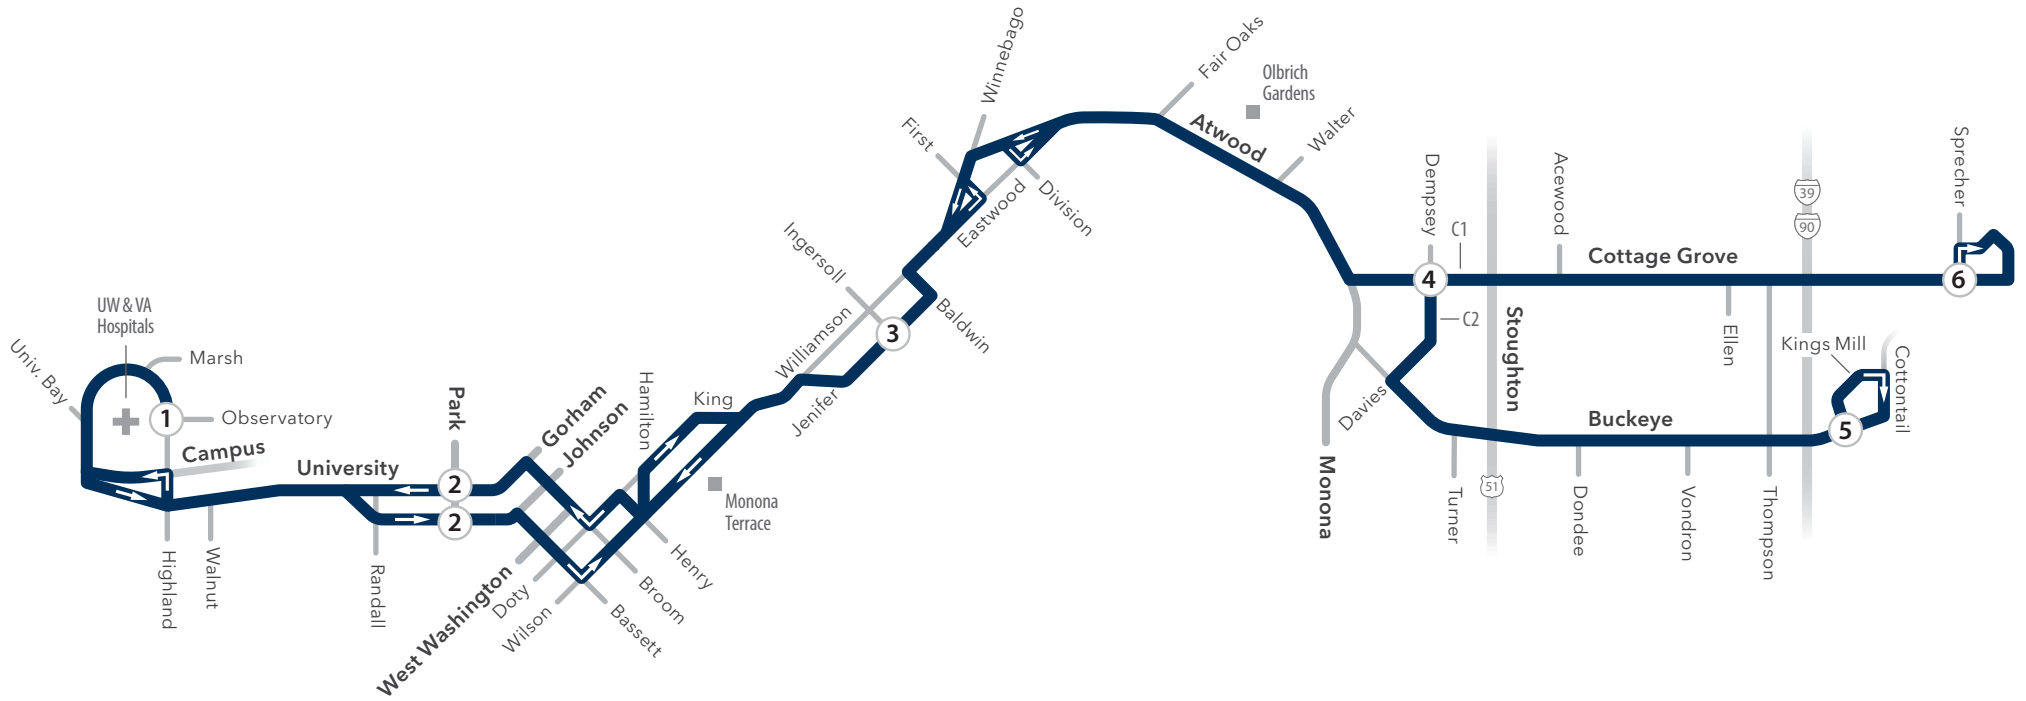 Winnebago
Fair Oaks
First
Olbrich
Gardens
Atwood
Walter
Division
Eastwood
Dempsey
C1
Acewood
39
90
Sprecher
Cottage Grove
4
6
Ingersoll
Baldwin
Williamson
3
Jenifer
C2
Stoughton
Ellen
Kings Mill
Cottontail
UW & VA
Hospitals
Univ. Bay
Marsh
1
Observatory
Campus
University
Park
Gorham
Johnson
Hamilton
King
Davies
Buckeye
5
2
2
Monona
Terrace
Monona
Turner
51
Dondee
Vondron
Thompson
Highland
Walnut
Randall
West Washington
Doty
Wilson
Henry
Broom
Bassett